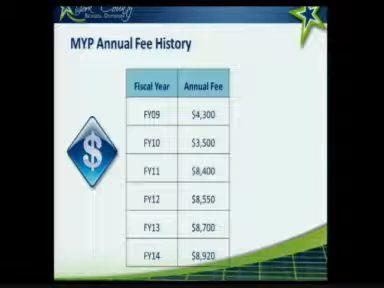 County
MYP Annual Fee History
Fiscal Year Annual Fee
FY09 $4,300
FY10 $3,500
FY11 $8,400
FY12 $8,550
FY13 $8,700
FY14 $8,920
$